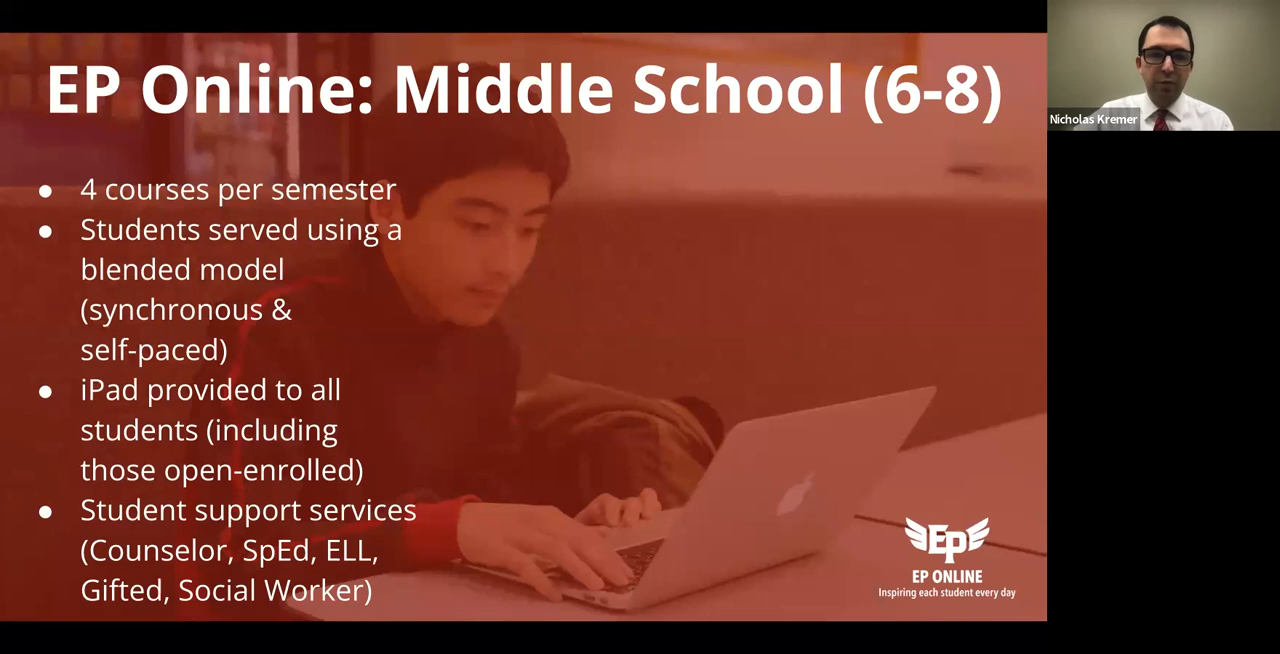 EP Online: Middle School (6-8)
● 4 courses per semester
● Students served using a
blended model
(synchronous &
self-paced)
● iPad provided to all
students (including
those open-enrolled)
● Student support services
(Counselor, SpEd, ELL,
Gifted, Social Worker)
EP
EP ONLINE
Inspiring each student every day
Nicholas Kremer